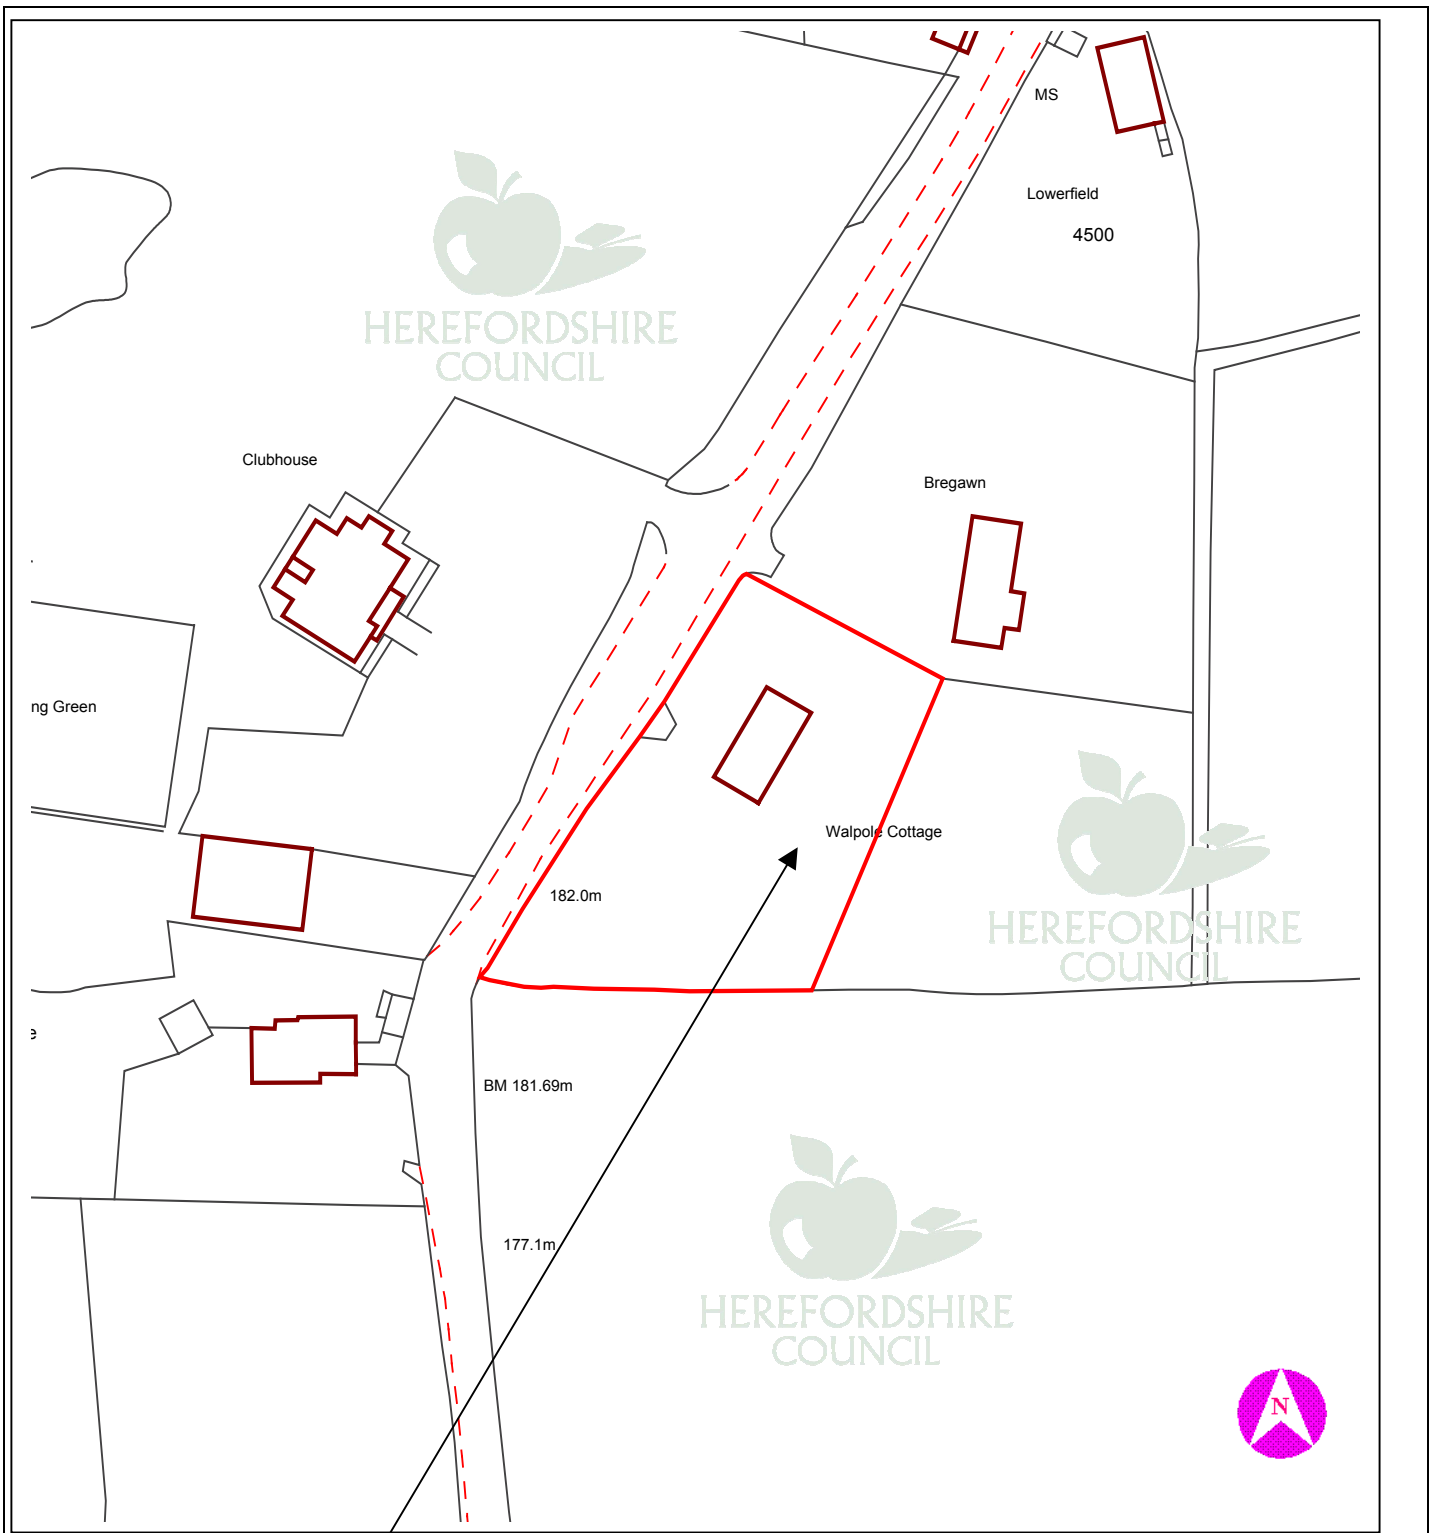 MS
Lowerfield
4500
HEREFORDSHIRE
COUNCIL
Clubhouse
Bregawn
ng Green
Walpole Cottage
182.0m
HEREFORDSHIRE
COUNCIL
e
BM 181.69m
177.1m
HEREFORDSHIRE
COUNCIL
N